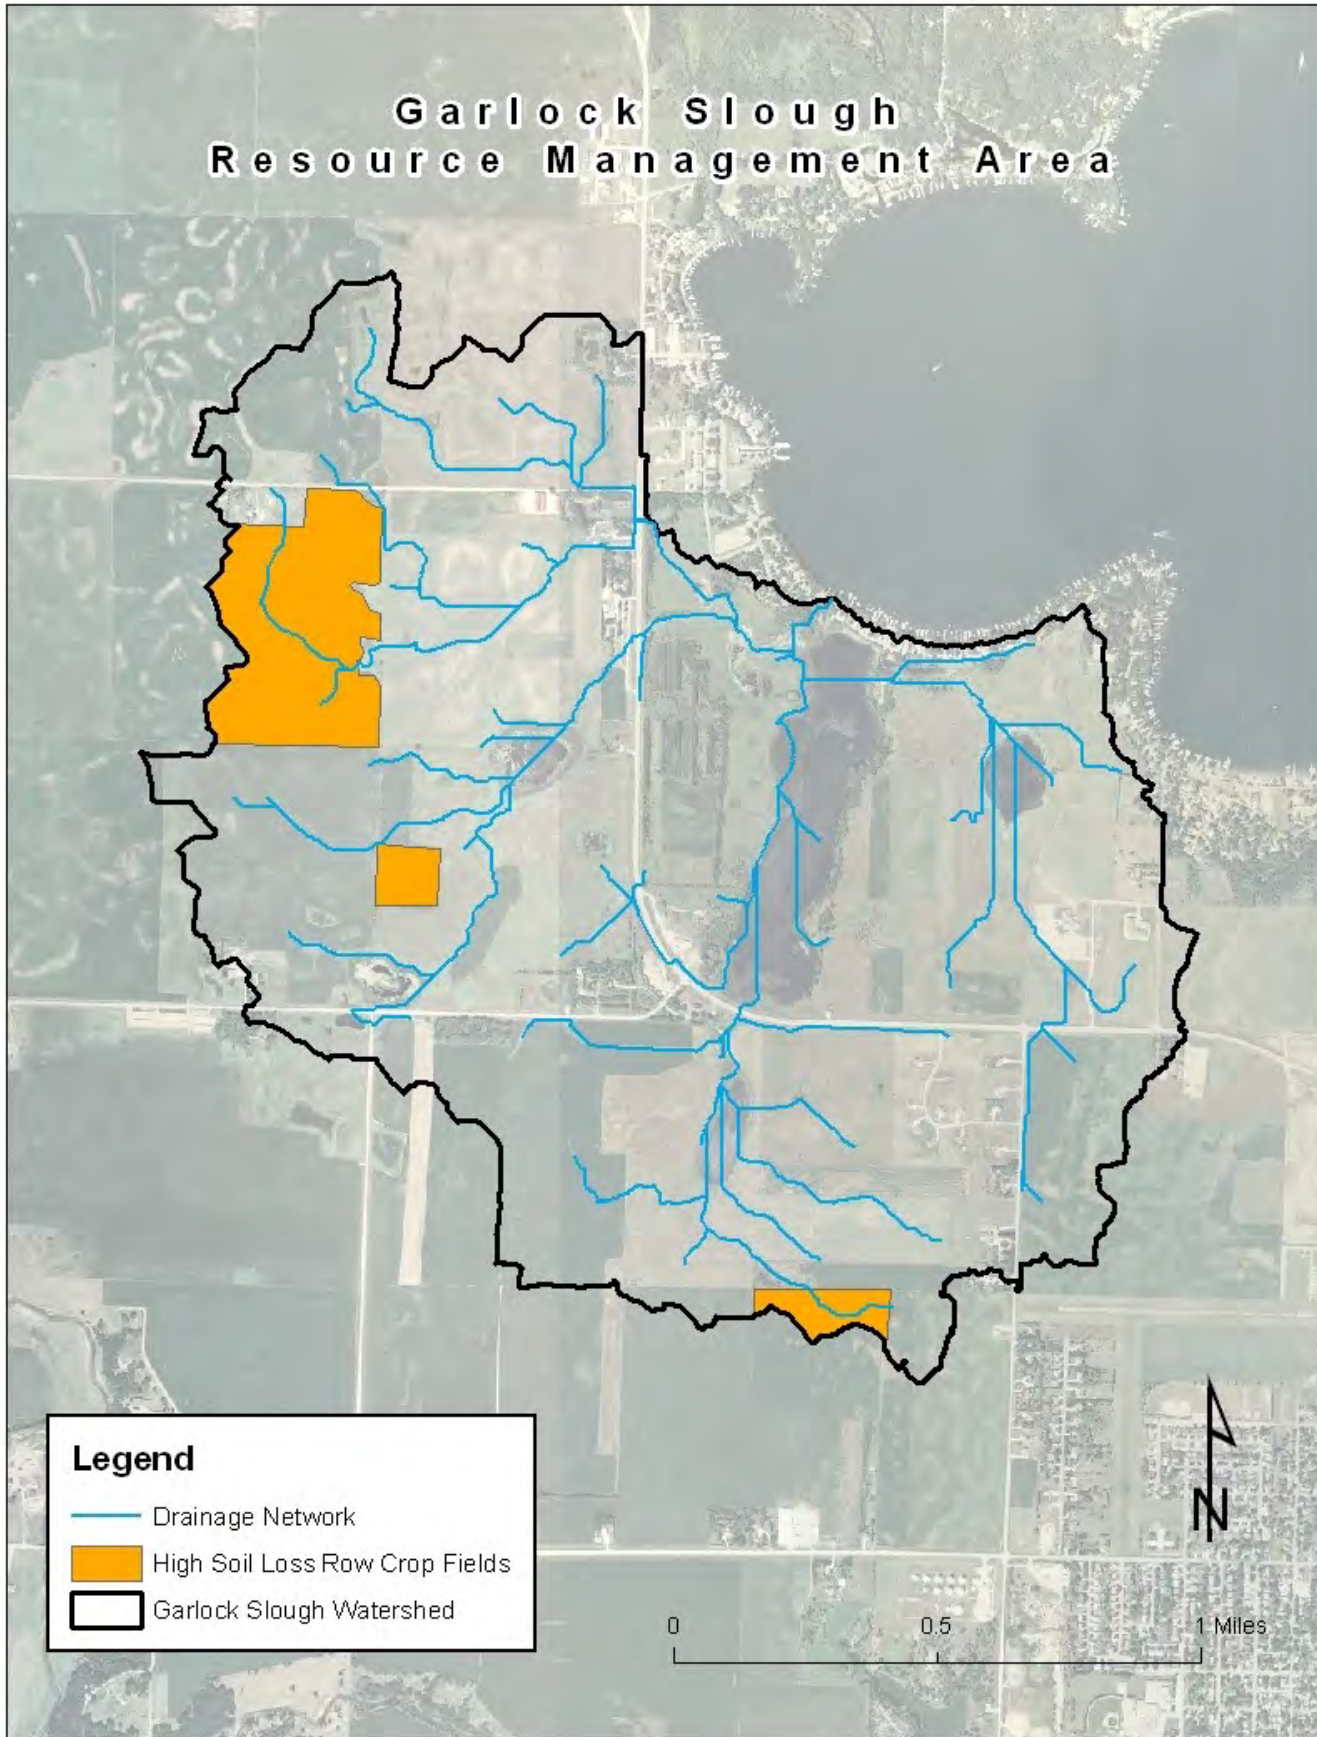 Garlock Slough
Resource Management Area
Legend
Drainage Network
High Soil Loss Row Crop Fields
Garlock Slough Watershed
0 0.5 1 Miles
N